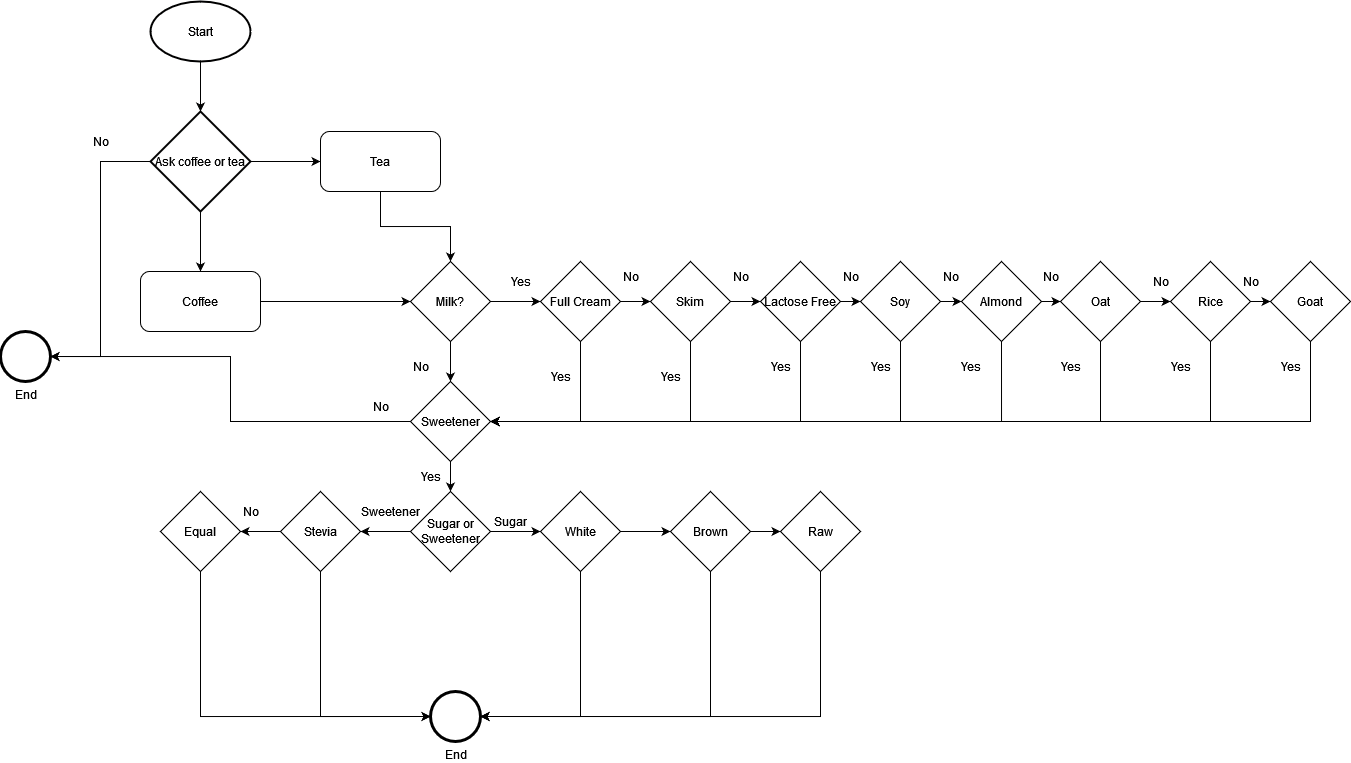 Start
No
Ask coffee or tea
Tea
Coffee
Milk?
Yes
Full Cream
No
Skim
No
Lactose Free
No
Soy
No
Almond
No
Oat
No
Rice
No
Goat
No
Yes
Yes
Yes
Yes
Yes
Yes
Yes
Yes
End
No
Sweetener
Yes
Equal
No
Stevia
Sweetener
Sugar or
Sweetener
Sugar
White
Brown
Raw
End